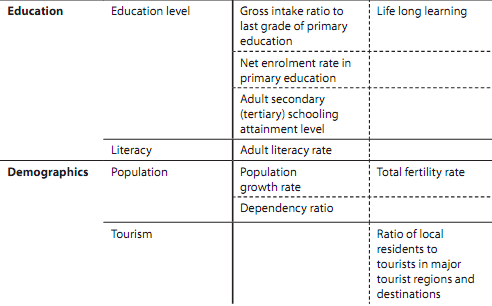 Education
Education level
Gross intake ratio to
last grade of primary
education
Life long learning
Net enrolment rate in
primary education
Adult secondary
(tertiary) schooling
attainment level
Literacy
Adult literacy rate
Demographics
Population
Population
growth rate
Total fertility rate
Dependency ratio
Tourism
Ratio of local
residents to
tourists in major
tourist regions and
destinations